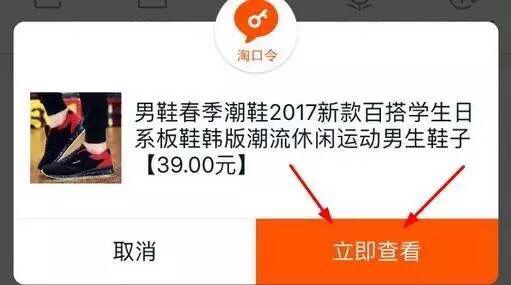 淘口令
男鞋春季潮鞋2017新款百搭学生日
系板鞋韩版潮流休闲运动男生鞋子
【39.00元】
取消
立即查看